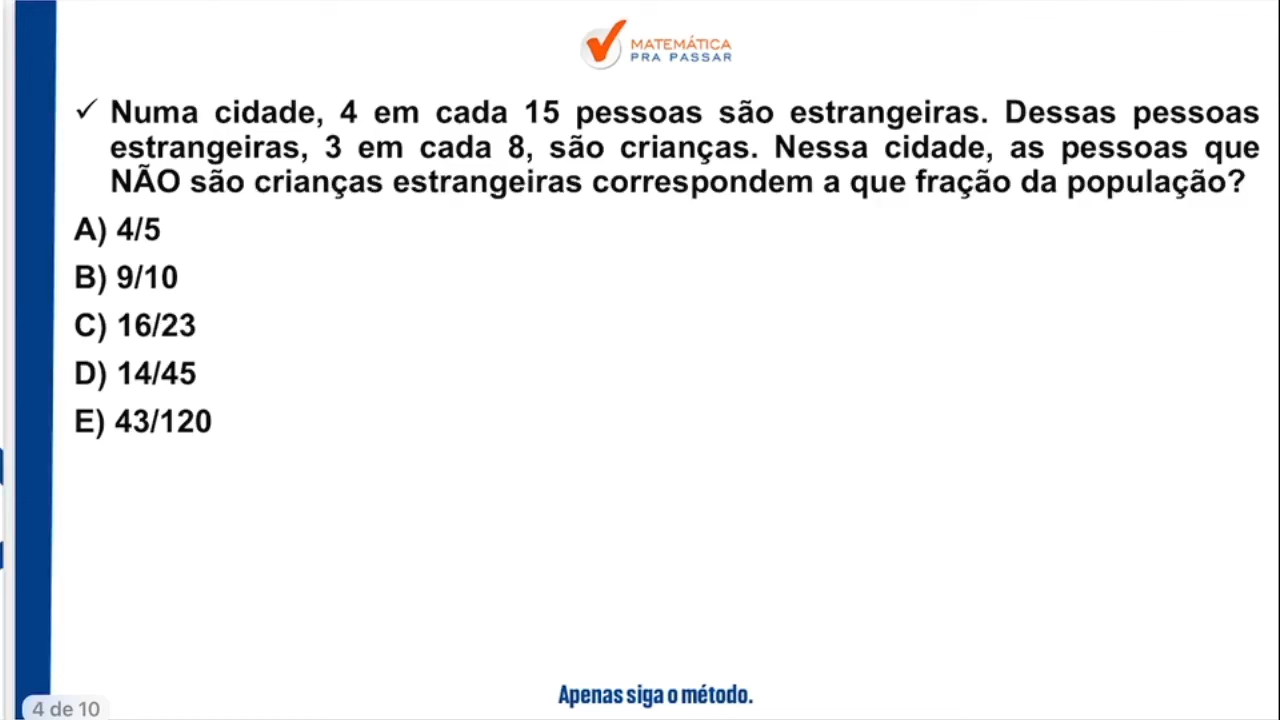 MATEMÁTICA
PRA PASSAR
✓ Numa cidade, 4 em cada 15 pessoas são estrangeiras. Dessas pessoas
estrangeiras, 3 em cada 8, são crianças. Nessa cidade, as pessoas que
NÃO são crianças estrangeiras correspondem a que fração da população?
A) 4/5
B) 9/10
C) 16/23
D) 14/45
E) 43/120
Apenas siga o método.
4 de 10